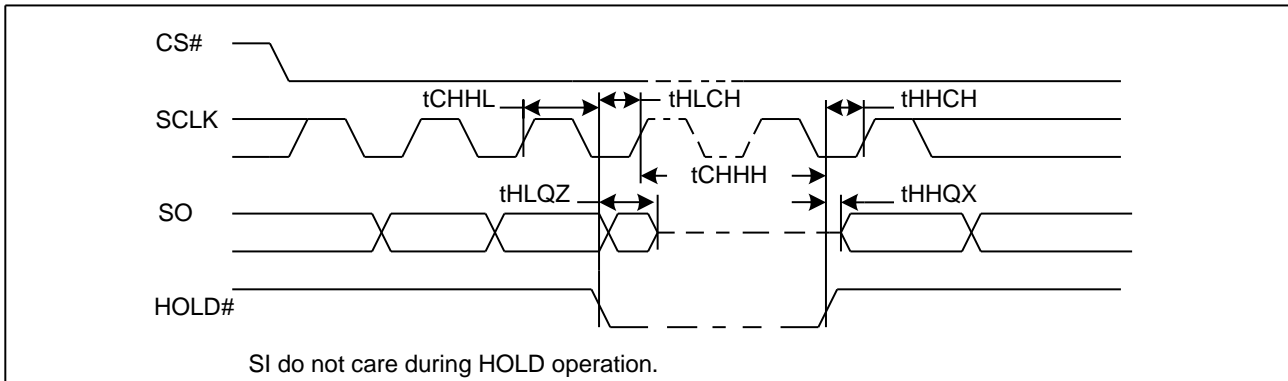 CS#
tCHHL
tHLCH
tHHCH
SCLK
tCHHH
tHLQZ
tHHQX
SO
HOLD#
SI do not care during HOLD operation.